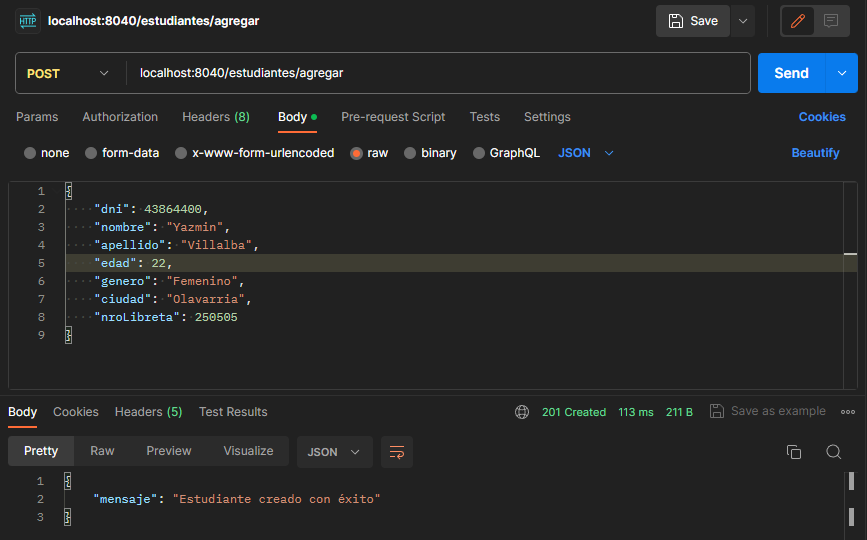 HTTP localhost:8040/estudiantes/agregar Save
POST localhost:8040/estudiantes/agregar Send
Params Authorization Headers (8) Body Pre-request Script Tests Settings Cookies
none form-data x-www-form-urlencoded raw binary GraphQL JSON Beautify
1 {
2 "dni": 43864400,
3 "nombre": "Yazmin",
4 "apellido": "Villalba",
5 "edad": 22,
6 "genero": "Femenino",
7 "ciudad": "Olavarria",
8 "nroLibreta": 250505
9 }
Body Cookies Headers (5) Test Results 201 Created 113 ms 211 B Save as example
Pretty Raw Preview Visualize JSON
1 {
2 "mensaje": "Estudiante creado con éxito"
3 }